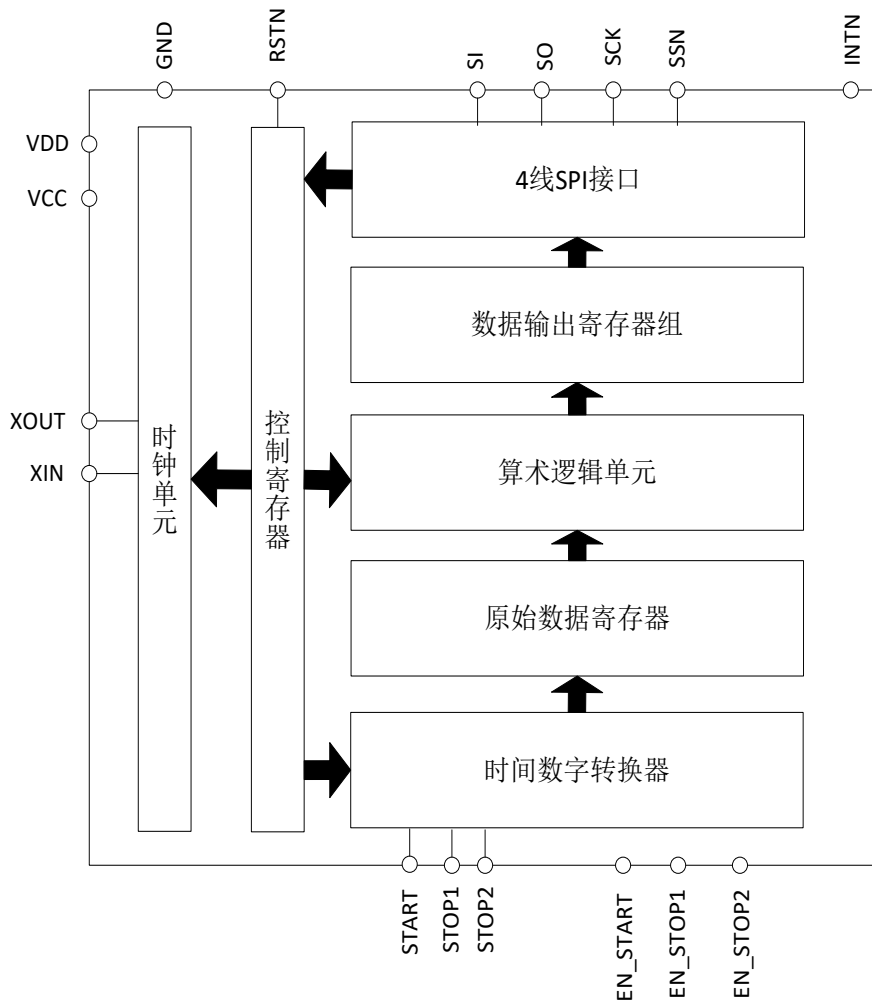 GND
RSTN
SI
SO
SCK
SSN
INTN
VDD
VCC
XOUT
XIN
时钟单元
控制寄存器
4线SPI接口
数据输出寄存器组
算术逻辑单元
原始数据寄存器
时间数字转换器
START
STOP1
STOP2
EN_START
EN_STOP1
EN_STOP2